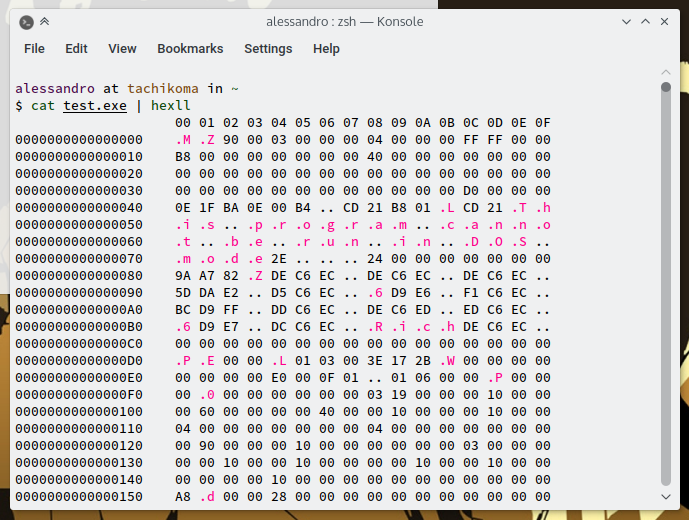 alessandro : zsh — Konsole
File Edit View Bookmarks Settings Help
alessandro at tachikoma in ~
$ cat test.exe | hexll
00 01 02 03 04 05 06 07 08 09 0A 0B 0C 0D 0E 0F
0000000000000000 .M .Z 90 00 03 00 00 00 04 00 00 00 FF FF 00 00
0000000000000010 B8 00 00 00 00 00 00 00 40 00 00 00 00 00 00 00
0000000000000020 00 00 00 00 00 00 00 00 00 00 00 00 00 00 00 00
0000000000000030 00 00 00 00 00 00 00 00 00 00 00 00 D0 00 00 00
0000000000000040 0E 1F BA 0E 00 B4 .. CD 21 B8 01 .L CD 21 .T .h
0000000000000050 .i .s .. .p .r .o .g .r .a .m .. .c .a .n .n .o
0000000000000060 .t .. .b .e .. .r .u .n .. .i .n .. .D .O .S ..
0000000000000070 .m .o .d .e 2E .. .. .. 24 00 00 00 00 00 00 00
0000000000000080 9A A7 82 .Z DE C6 EC .. DE C6 EC .. DE C6 EC ..
0000000000000090 5D DA E2 .. D5 C6 EC .. .6 D9 E6 .. F1 C6 EC ..
00000000000000A0 BC D9 FF .. DD C6 EC .. DE C6 ED .. ED C6 EC ..
00000000000000B0 .6 D9 E7 .. DC C6 EC .. .R .i .c .h DE C6 EC ..
00000000000000C0 00 00 00 00 00 00 00 00 00 00 00 00 00 00 00 00
00000000000000D0 .P .E 00 00 .L 01 03 00 3E 17 2B .W 00 00 00 00
00000000000000E0 00 00 00 00 E0 00 0F 01 .. 01 06 00 00 .P 00 00
00000000000000F0 00 .0 00 00 00 00 00 00 03 19 00 00 00 10 00 00
0000000000000100 00 60 00 00 00 00 40 00 00 10 00 00 00 10 00 00
0000000000000110 04 00 00 00 00 00 00 00 04 00 00 00 00 00 00 00
0000000000000120 00 90 00 00 00 10 00 00 00 00 00 00 03 00 00 00
0000000000000130 00 00 10 00 00 10 00 00 00 00 10 00 00 10 00 00
0000000000000140 00 00 00 00 10 00 00 00 00 00 00 00 00 00 00 00
0000000000000150 A8 .d 00 00 28 00 00 00 00 00 00 00 00 00 00 00